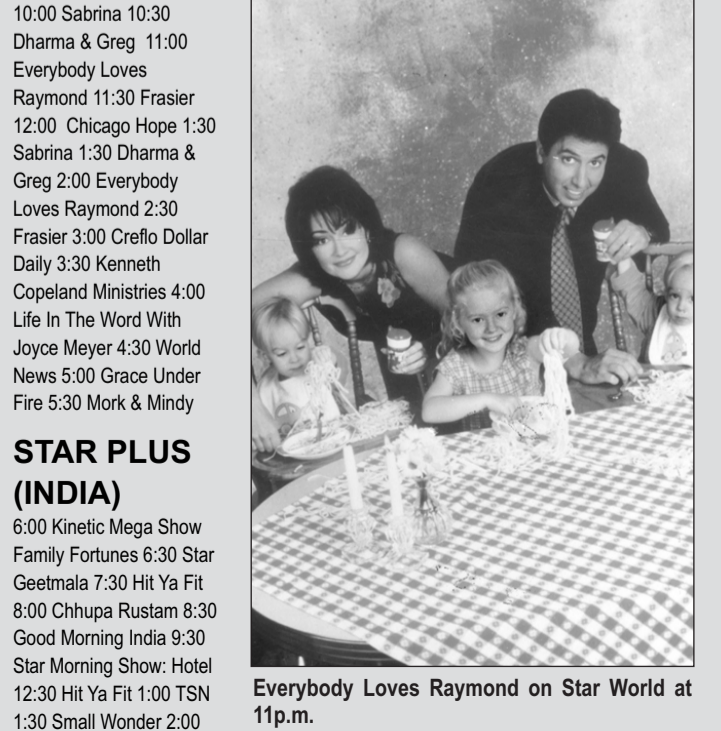 10:00 Sabrina 10:30
Dharma & Greg 11:00
Everybody Loves
Raymond 11:30 Frasier
12:00 Chicago Hope 1:30
Sabrina 1:30 Dharma &
Greg 2:00 Everybody
Loves Raymond 2:30
Frasier 3:00 Creflo Dollar
Daily 3:30 Kenneth
Copeland Ministries 4:00
Life In The Word With
Joyce Meyer 4:30 World
News 5:00 Grace Under
Fire 5:30 Mork & Mindy
STAR PLUS
(INDIA)
6:00 Kinetic Mega Show
Family Fortunes 6:30 Star
Geetmala 7:30 Hit Ya Fit
8:00 Chhupa Rustam 8:30
Good Morning India 9:30
Star Morning Show: Hotel
12:30 Hit Ya Fit 1:00 TSN
1:30 Small Wonder 2:00
Everybody Loves Raymond on Star World at
11p.m.